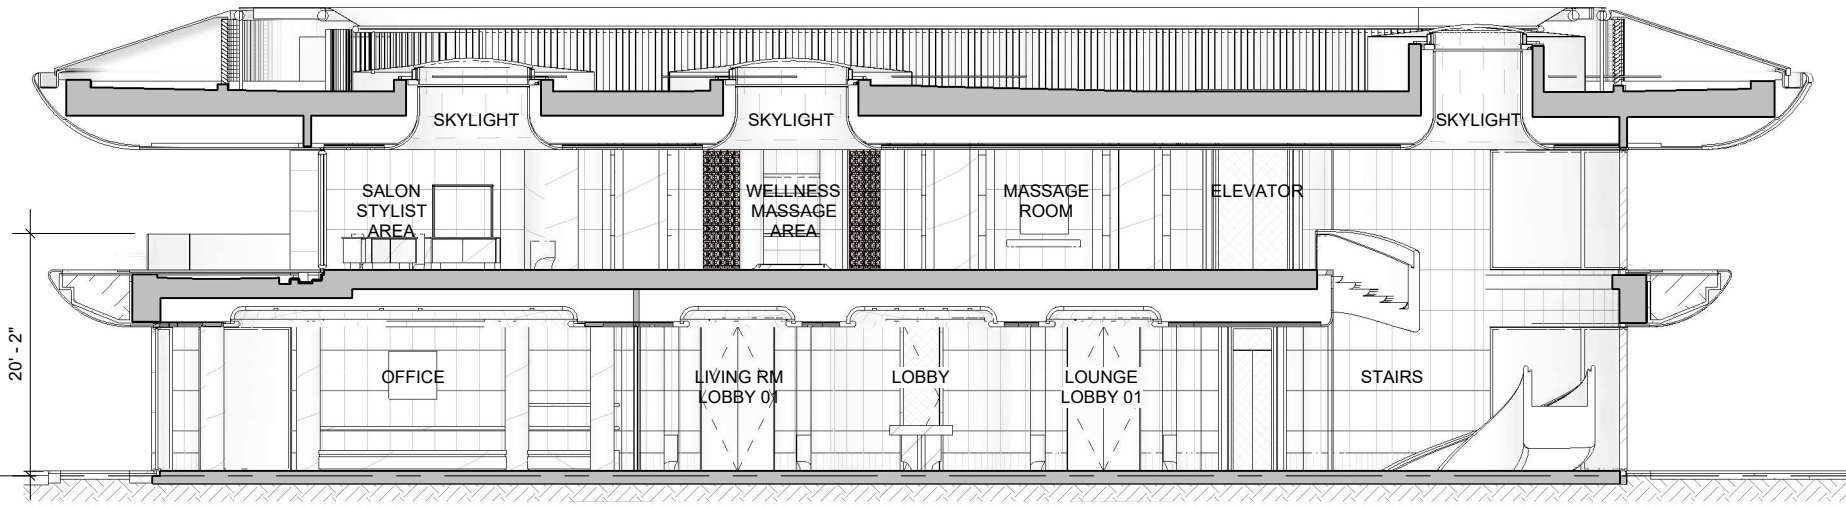 SKYLIGHT
SKYLIGHT
SKYLIGHT
SALON
STYLIST
AREA
WELLNESS
MASSAGE
AREA
MASSAGE
ROOM
ELEVATOR
20' - 2"
OFFICE
LIVING RM
LOBBY 01
LOBBY
LOUNGE
LOBBY 01
STAIRS